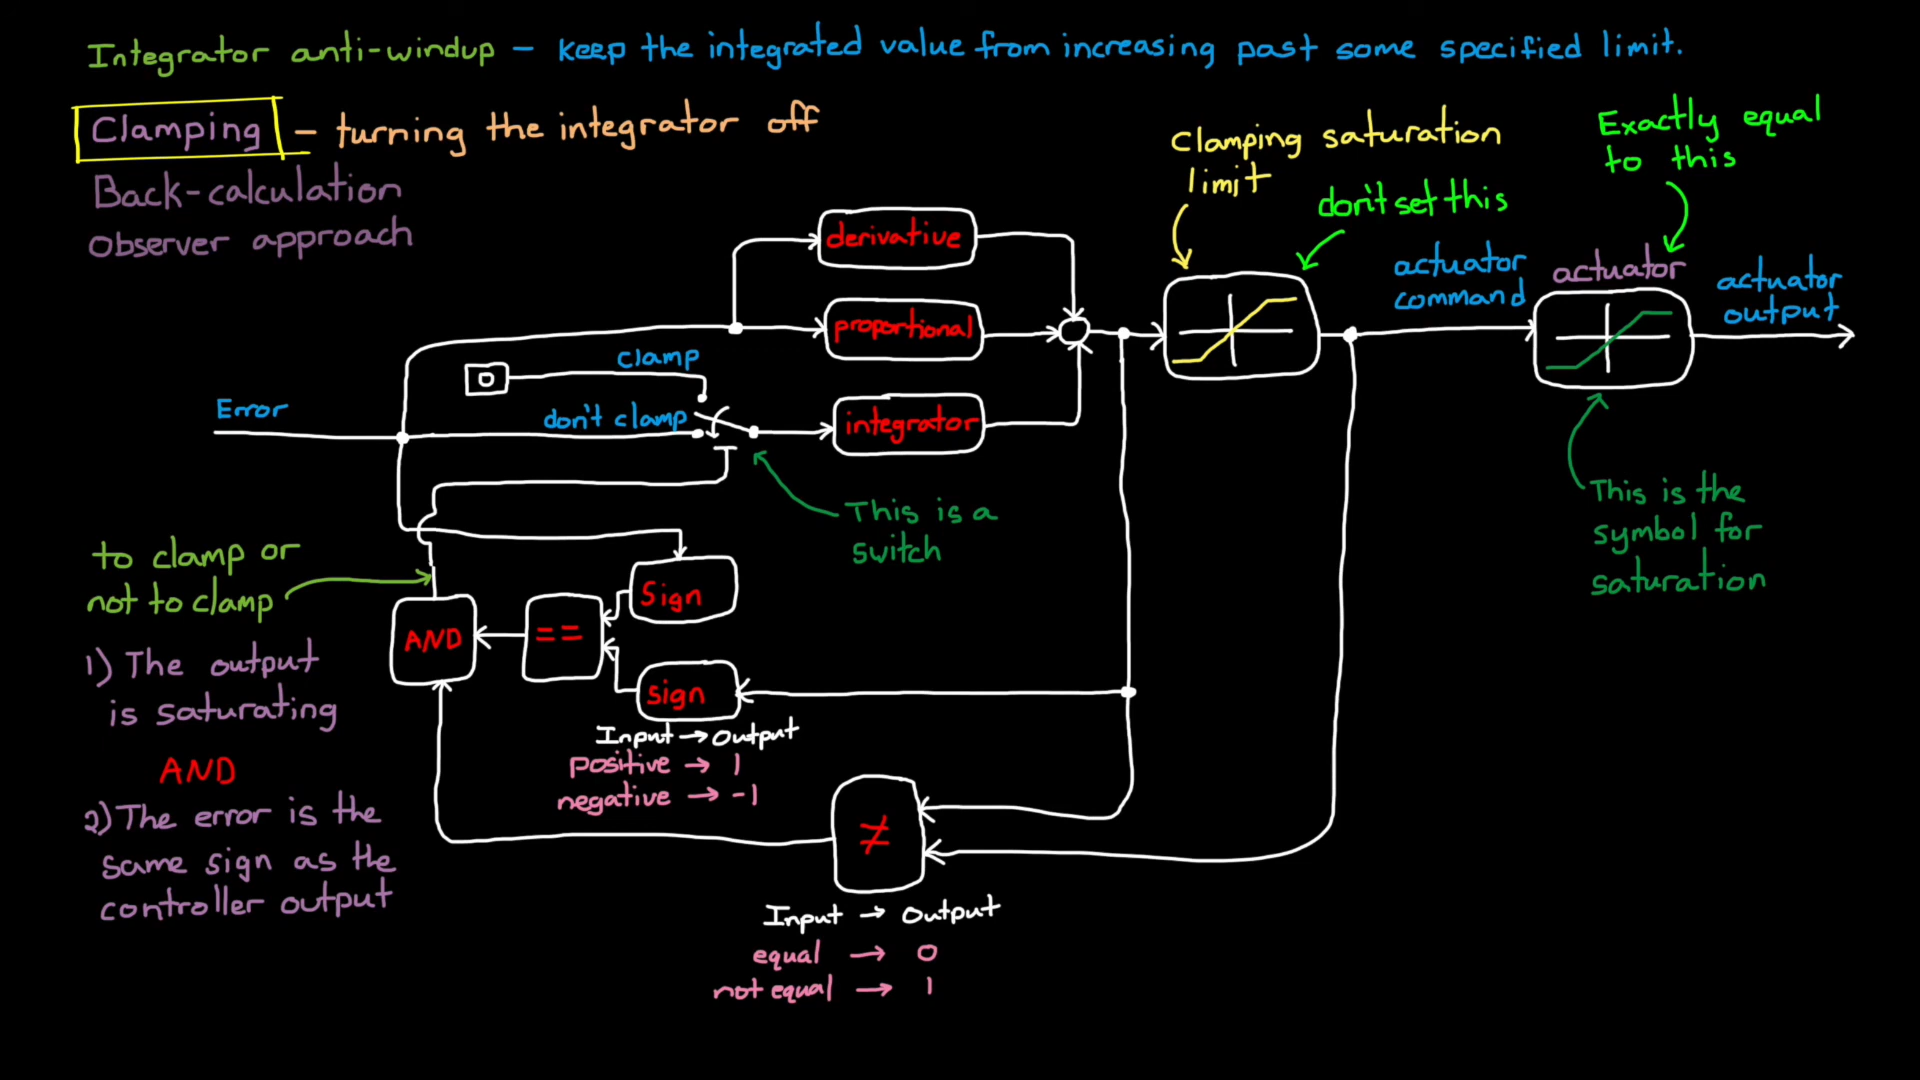 Integrator anti-windup – keep the integrated value from increasing past some specified limit.
Clamping – turning the integrator off
Back-calculation
observer approach
Clamping saturation
limit
Exactly equal
to this
don't set this
derivative
actuator
command
actuator
actuator
output
proportional
clamp
0
Error
don't clamp
integrator
This is a
switch
This is the
symbol for
saturation
to clamp or
not to clamp
Sign
AND
==
sign
1) The output
is saturating
AND
2) The error is the
same sign as the
controller output
Input → Output
positive → 1
negative → -1
≠
Input → Output
equal → 0
not equal → 1